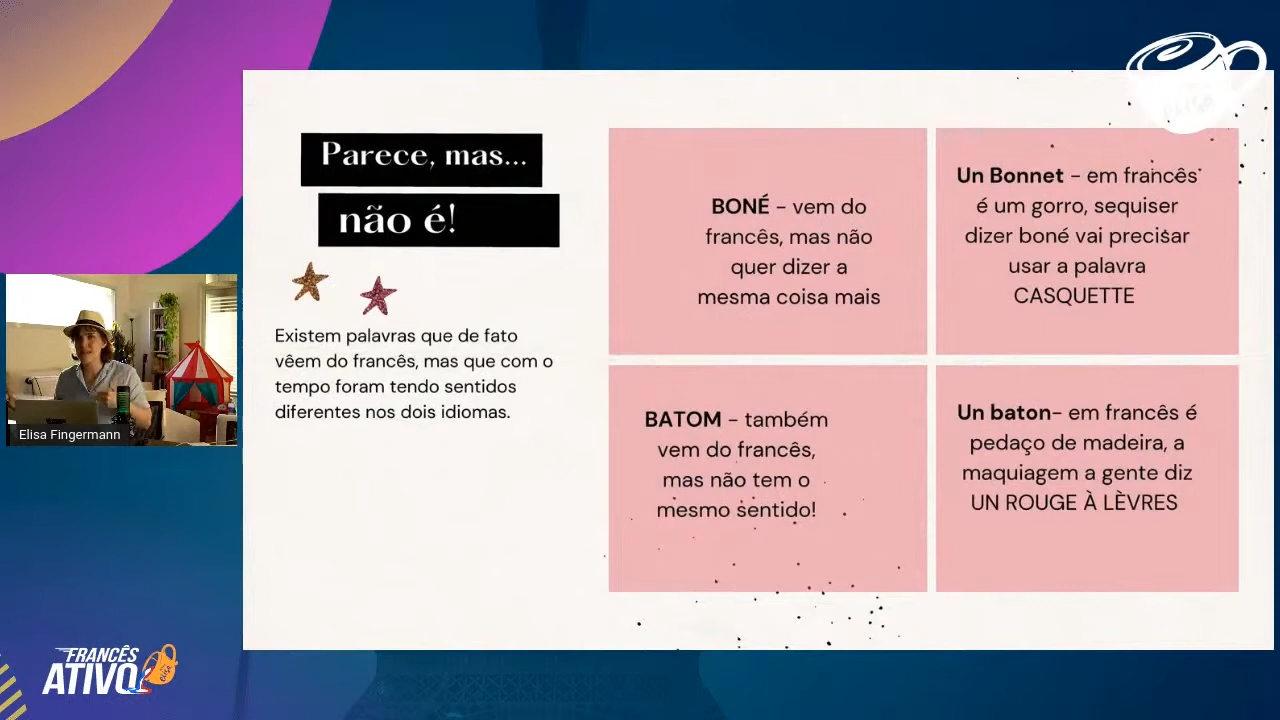 Parece, mas...
não é!
Existem palavras que de fato
vêem do francês, mas que com o
tempo foram tendo sentidos
diferentes nos dois idiomas.
BONÉ - vem do
francês, mas não
quer dizer a
mesma coisa mais
Un Bonnet - em francês
é um gorro, sequiser
dizer boné vai precisar
usar a palavra
CASQUETTE
BATOM - também
vem do francês,
mas não tem o
mesmo sentido!
Un baton- em francês é
pedaço de madeira, a
maquiagem a gente diz
UN ROUGE À LÈVRES
Elisa Fingermann
FRANCÊS
ATIVO